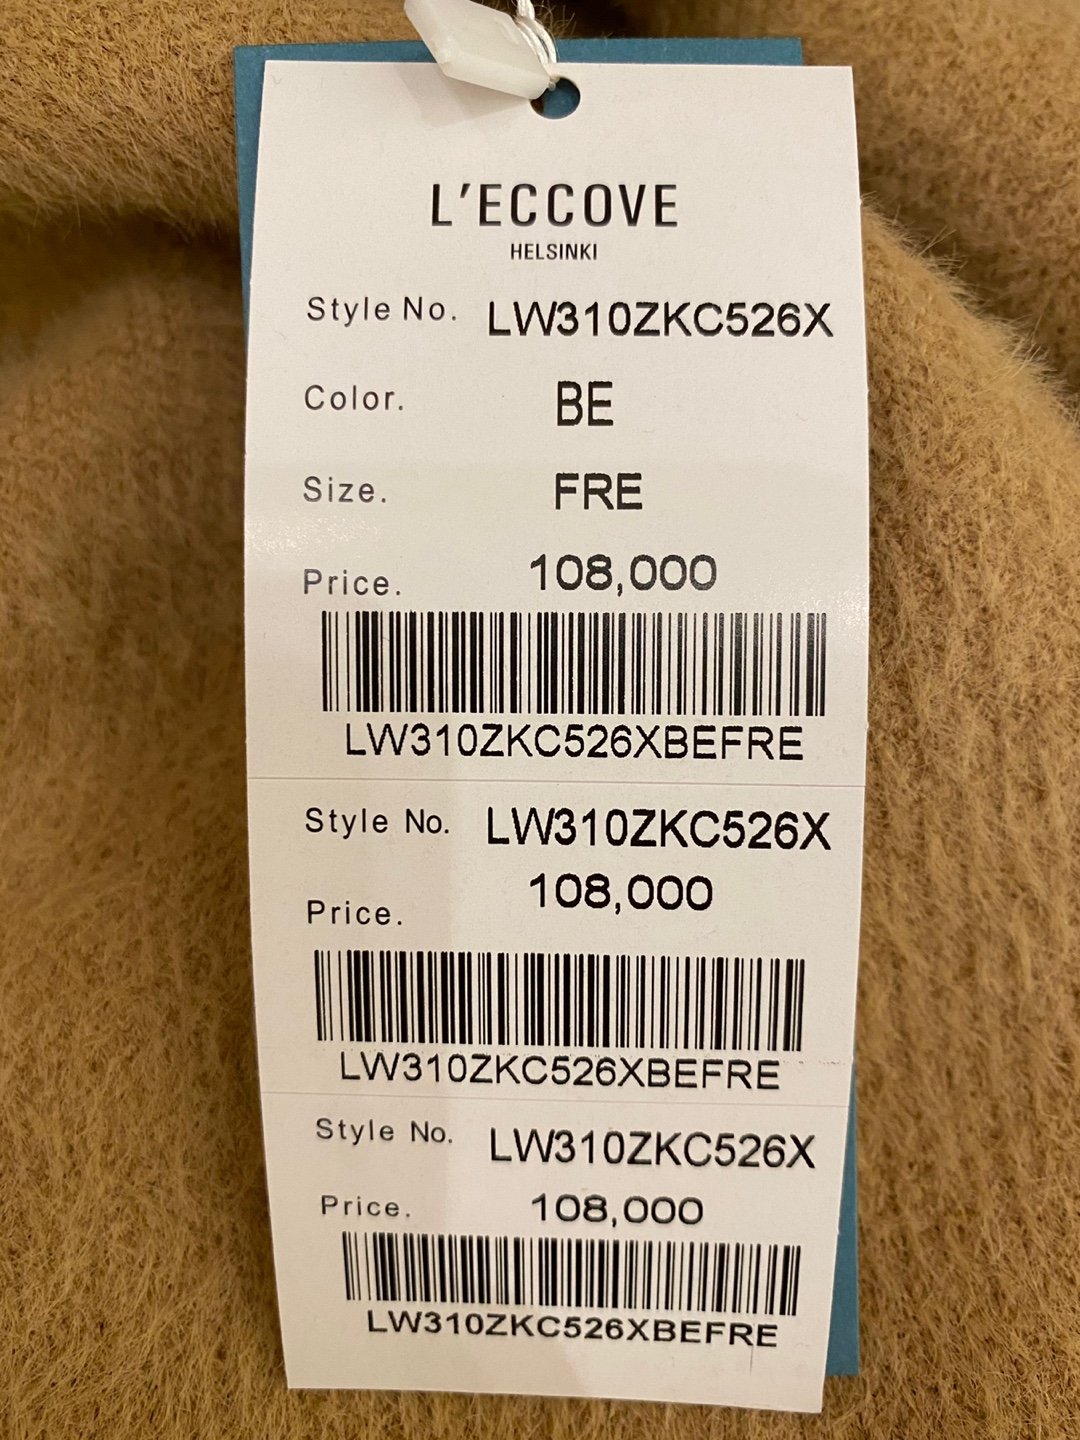 L'ECCOVE
HELSINKI
Style No. LW310ZKC526X
Color. BE
Size. FRE
Price. 108,000
LW310ZKC526XBEFRE
Style No. LW310ZKC526X
Price. 108,000
LW310ZKC526XBEFRE
Style No. LW310ZKC526X
Price. 108,000
LW310ZKC526XBEFRE